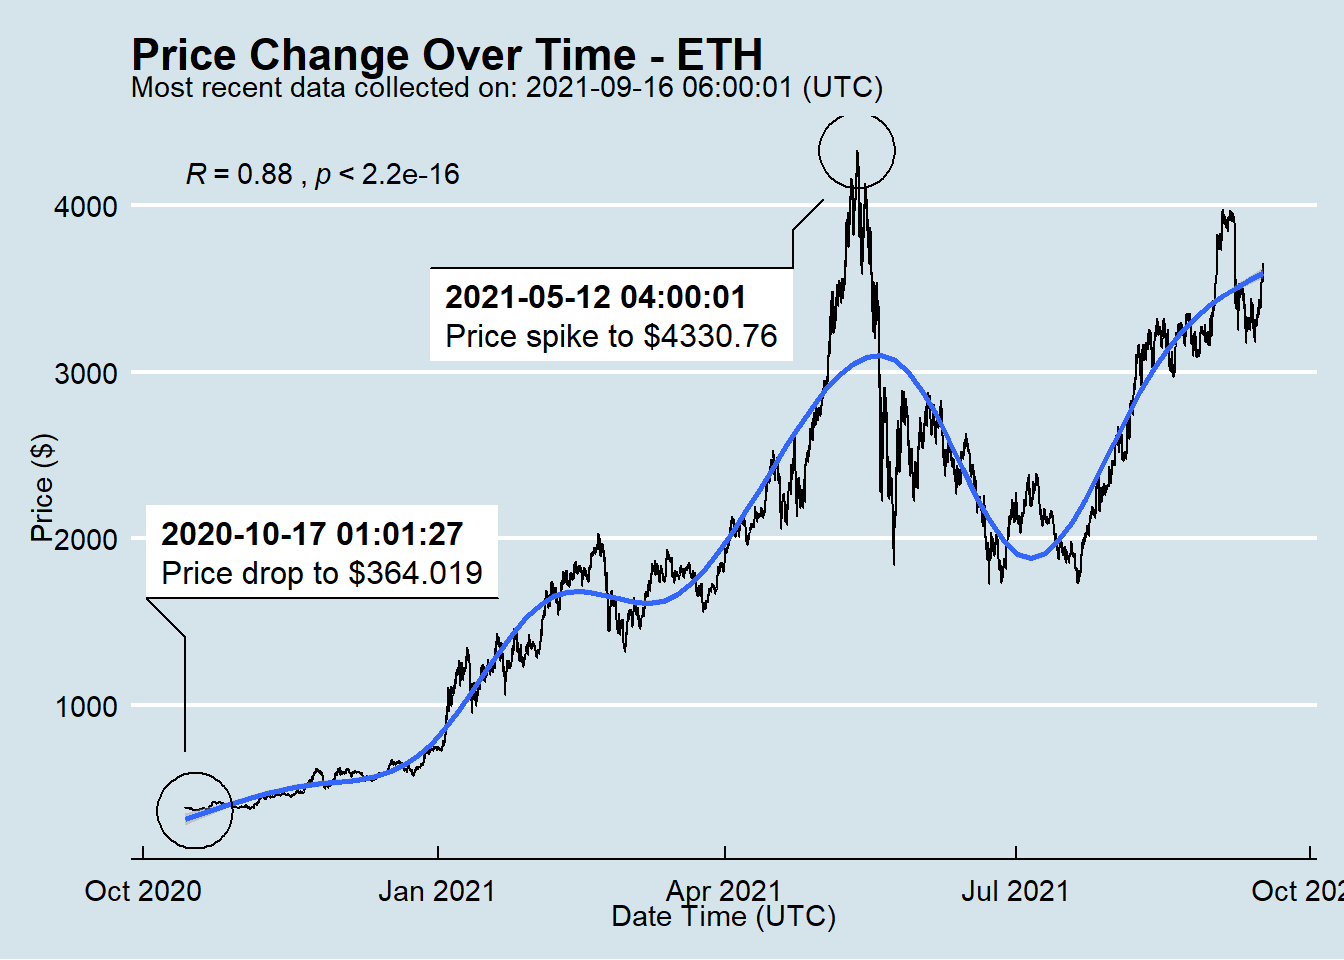 Price Change Over Time - ETH
Most recent data collected on: 2021-09-16 06:00:01 (UTC)
R = 0.88 , p < 2.2e-16
4000
2021-05-12 04:00:01
Price spike to $4330.76
3000
Price ($)
2020-10-17 01:01:27
2000
Price drop to $364.019
1000
Oct 2020 Jan 2021 Apr 2021 Jul 2021 Oct 202
Date Time (UTC)